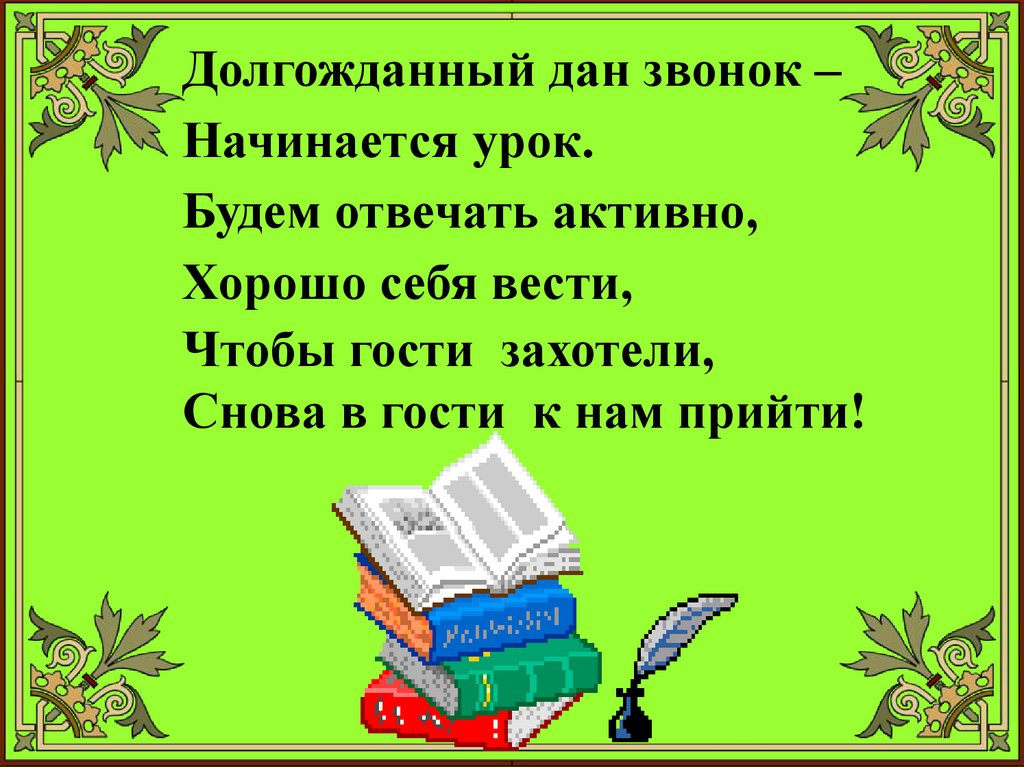 Долгожданный дан звонок –
Начинается урок.
Будем отвечать активно,
Хорошо себя вести,
Чтобы гости  захотели,
Снова в гости  к нам прийти!